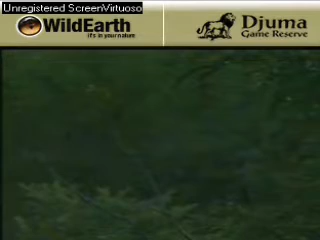 Unregistered ScreenVirtuoso
WildEarth
it's in your nature
Djuma
Game Reserve